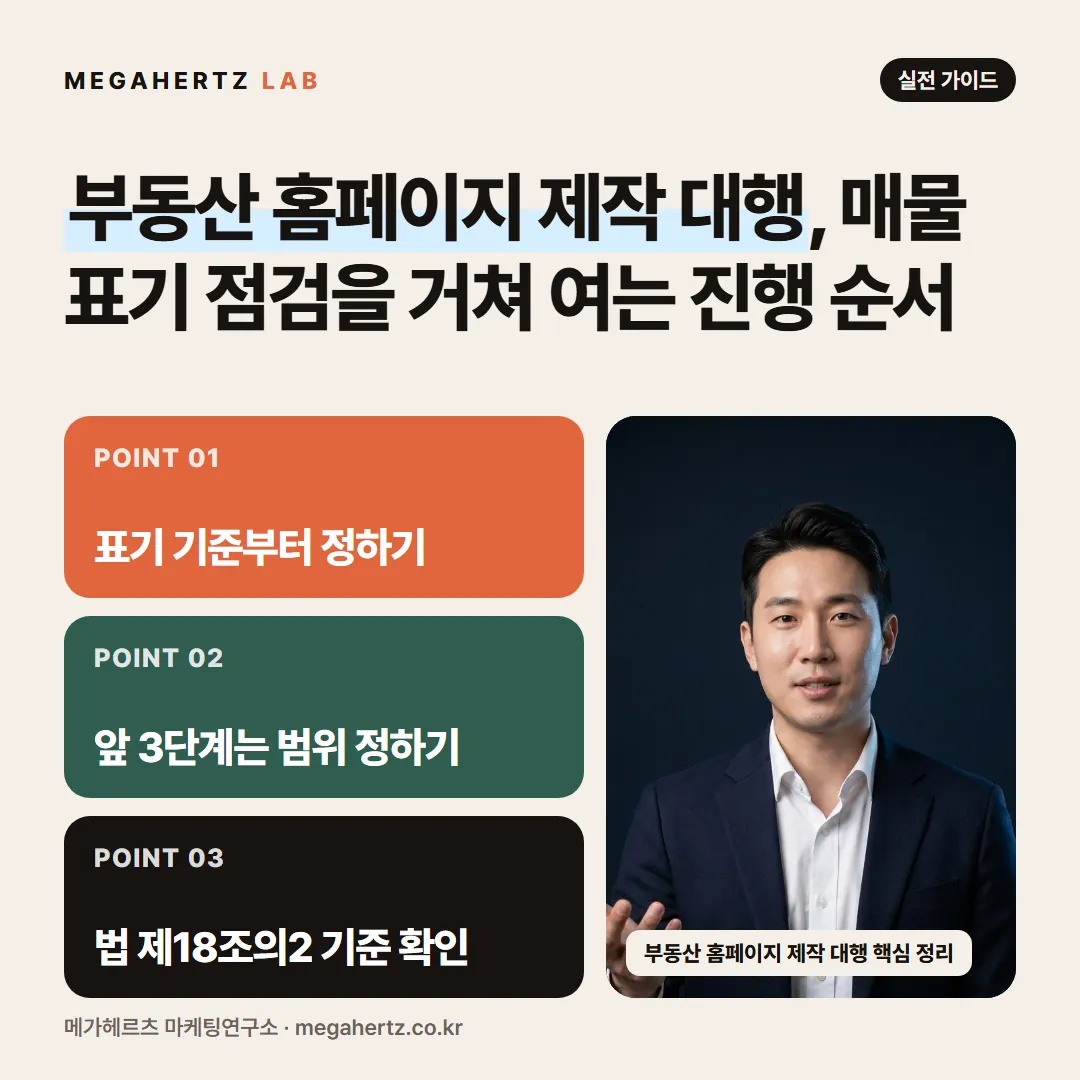 MEGAHERTZ LAB
실전 가이드
부동산 홈페이지 제작 대행, 매물
표기 점검을 거쳐 여는 진행 순서
POINT 01
표기 기준부터 정하기
POINT 02
앞 3단계는 범위 정하기
POINT 03
법 제18조의2 기준 확인
부동산 홈페이지 제작 대행 핵심 정리
메가헤르츠 마케팅연구소 · megahertz.co.kr